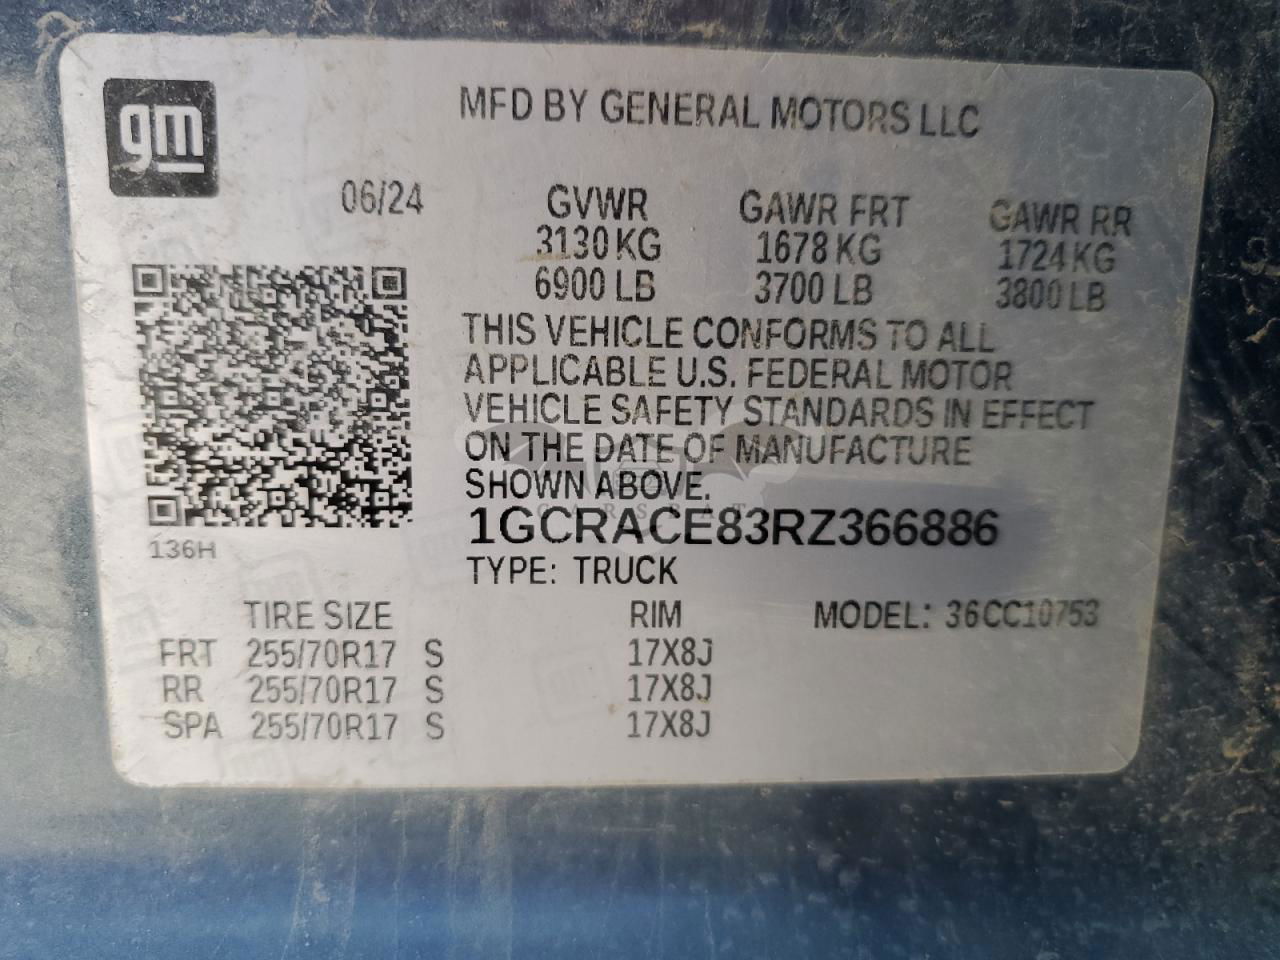 gm
MFD BY GENERAL MOTORS LLC
06/24 GVWR GAWR FRT GAWR RR
3130 KG 1678 KG 1724 KG
6900 LB 3700 LB 3800 LB
THIS VEHICLE CONFORMS TO ALL
APPLICABLE U.S. FEDERAL MOTOR
VEHICLE SAFETY STANDARDS IN EFFECT
ON THE DATE OF MANUFACTURE
SHOWN ABOVE.
1GCRACE83RZ366886
136H
TYPE: TRUCK
TIRE SIZE RIM MODEL: 36CC10753
FRT 255/70R17 S 17X8J
RR 255/70R17 S 17X8J
SPA 255/70R17 S 17X8J